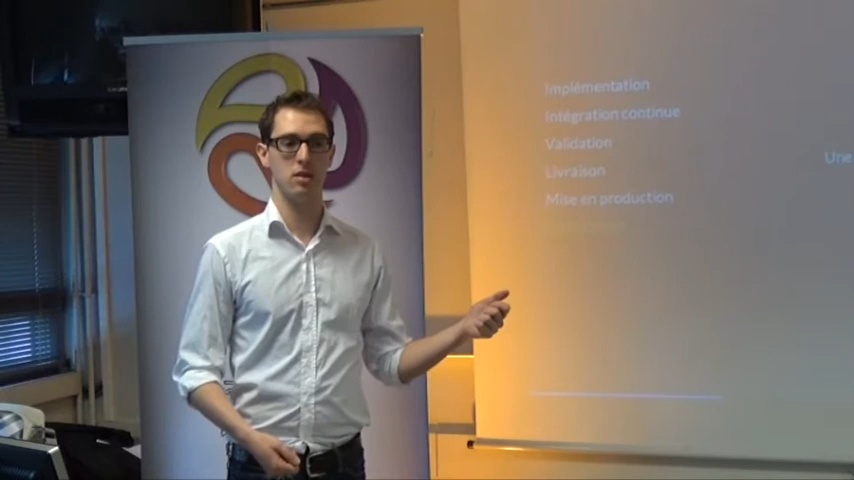 Implémentation
Intégration continue
Validation
Livraison
Mise en production
Une